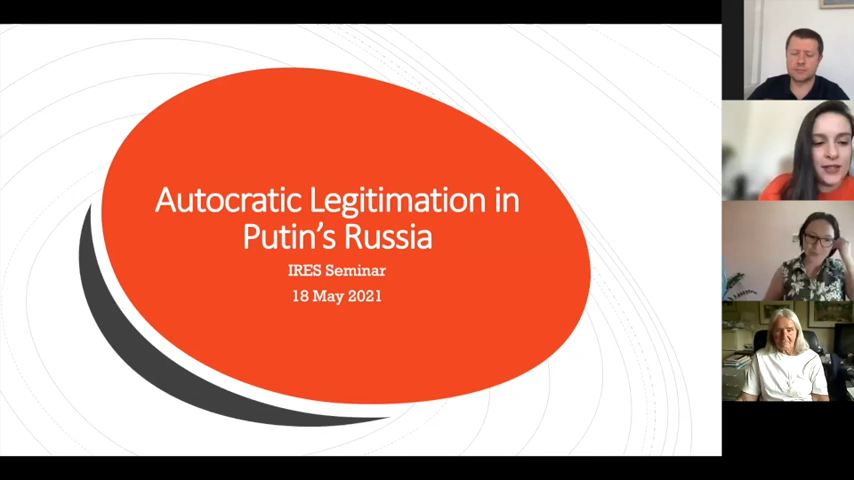 Autocratic Legitimation in
Putin's Russia
IRES Seminar
18 May 2021